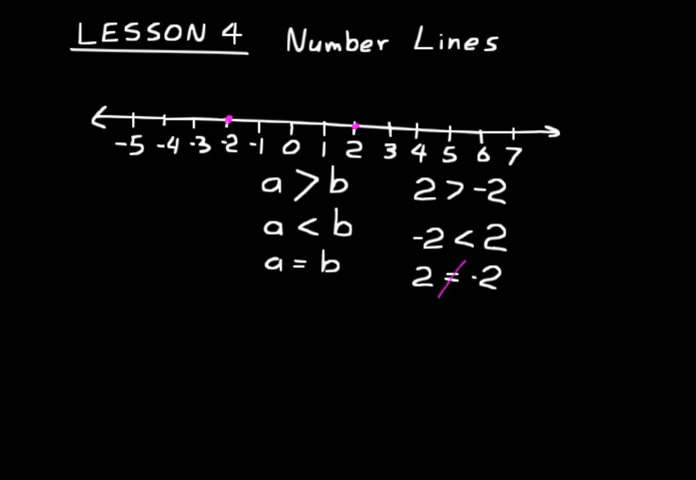 LESSON 4 Number Lines
-5 -4 -3 -2 -1 0 1 2 3 4 5 6 7
a > b 2 > -2
a < b -2 < 2
a = b 2 ≠ -2